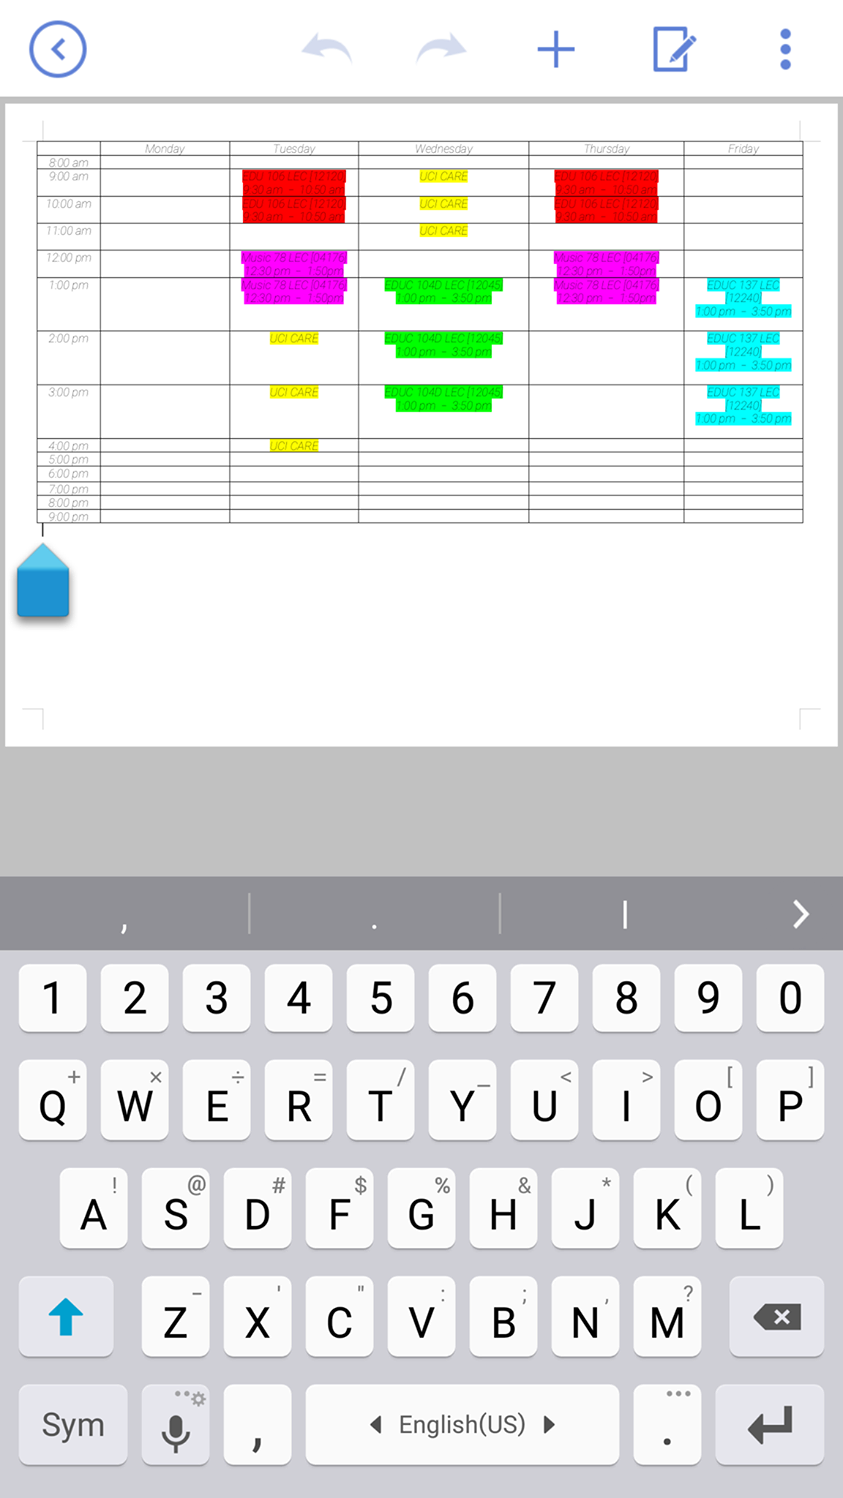 Monday Tuesday Wednesday Thursday Friday
8:00 am
9:00 am EDU 106 LEC [12120] UCI CARE EDU 106 LEC [12120]
9:30 am - 10:50 am 9:30 am - 10:50 am
10:00 am EDU 106 LEC [12120] UCI CARE EDU 106 LEC [12120]
9:30 am - 10:50 am 9:30 am - 10:50 am
11:00 am UCI CARE
12:00 pm Music 78 LEC [04176] Music 78 LEC [04176]
12:30 pm - 1:50pm 12:30 pm - 1:50pm
1:00 pm Music 78 LEC [04176] EDUC 104D LEC [12045] Music 78 LEC [04176] EDUC 137 LEC
12:30 pm - 1:50pm 1:00 pm - 3:50 pm 12:30 pm - 1:50pm [12240]
1:00 pm - 3:50 pm
2:00 pm UCI CARE EDUC 104D LEC [12045] EDUC 137 LEC
1:00 pm - 3:50 pm [12240]
1:00 pm - 3:50 pm
3:00 pm UCI CARE EDUC 104D LEC [12045] EDUC 137 LEC
1:00 pm - 3:50 pm [12240]
1:00 pm - 3:50 pm
4:00 pm UCI CARE
5:00 pm
6:00 pm
7:00 pm
8:00 pm
9:00 pm
, . |
1 2 3 4 5 6 7 8 9 0
+ × ÷ = / _ < > [ ]
Q W E R T Y U I O P
! @ # $ % & * ( )
A S D F G H J K L
- ' " : ; , ?
Z X C V B N M
Sym , English(US) .